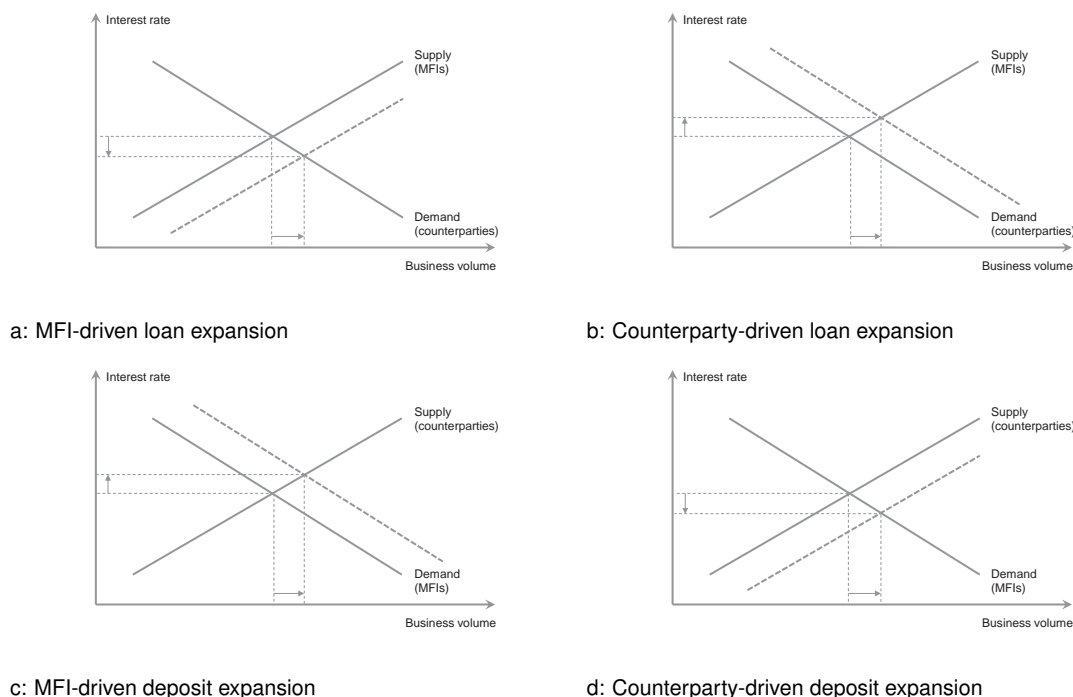 Interest rate
Supply
(MFIs)
Demand
(counterparties)
Business volume
Interest rate
Supply
(MFIs)
Demand
(counterparties)
Business volume
a: MFI-driven loan expansion
b: Counterparty-driven loan expansion
Interest rate
Supply
(counterparties)
Demand
(MFIs)
Business volume
Interest rate
Supply
(counterparties)
Demand
(MFIs)
Business volume
c: MFI-driven deposit expansion
d: Counterparty-driven deposit expansion